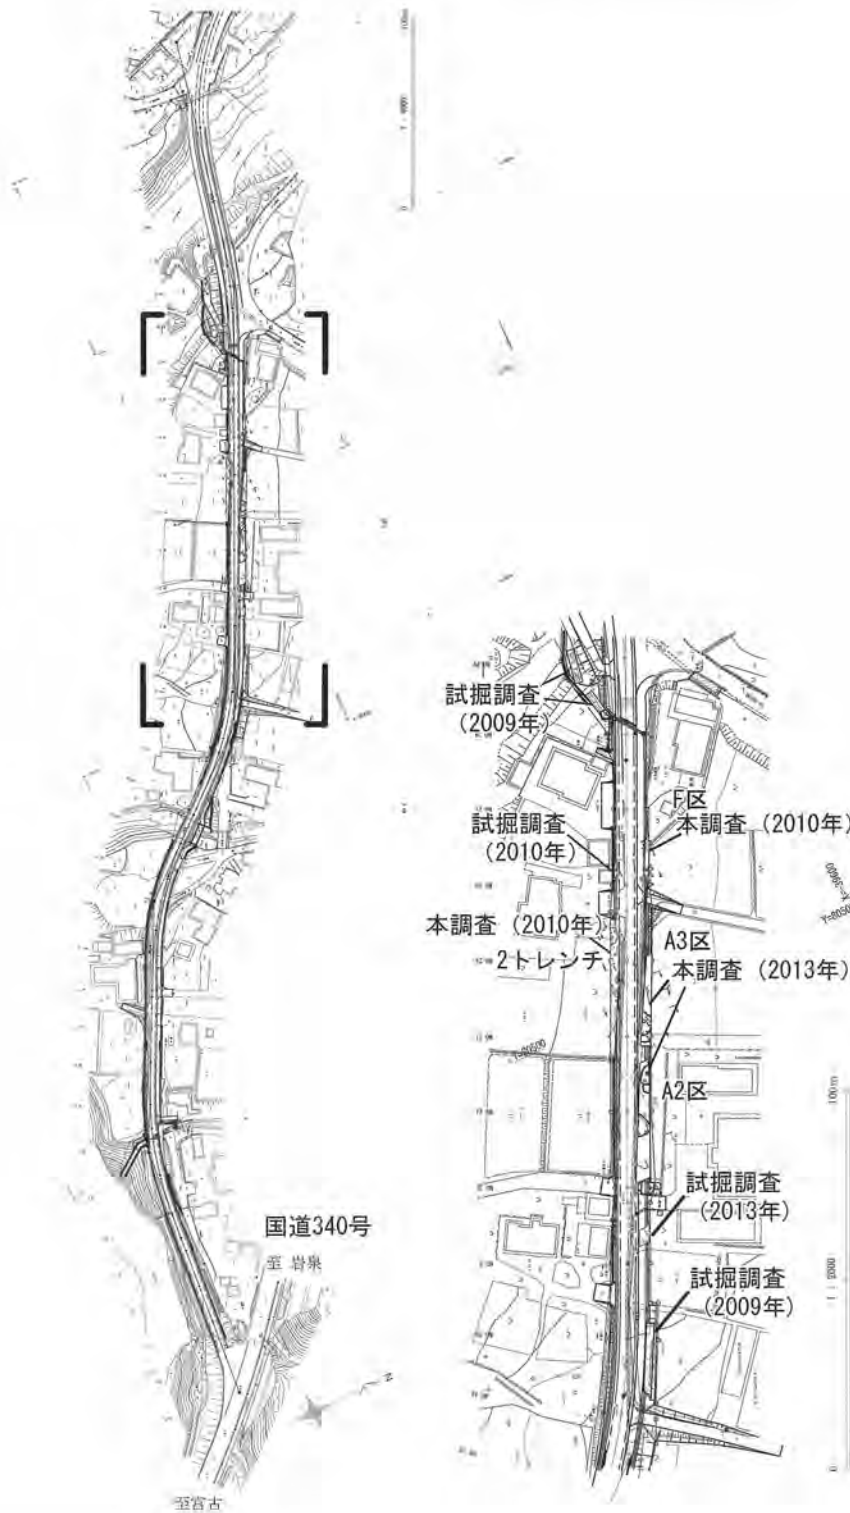 100m
0
試掘調査
(2009年)
F区
本調査 (2010年)
試掘調査
(2010年)
本調査 (2010年)
2トレンチ
A3区
本調査 (2013年)
A2区
100m
試掘調査
(2013年)
試掘調査
(2009年)
0
国道340号
至 岩泉
至宮古